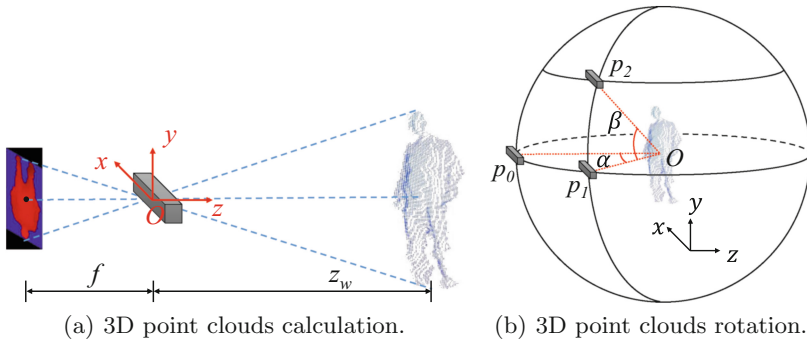 y
x
O
z
f
z_w
(a) 3D point clouds calculation.
p_2
β
α
O
p_0
p_1
y
x
z
(b) 3D point clouds rotation.